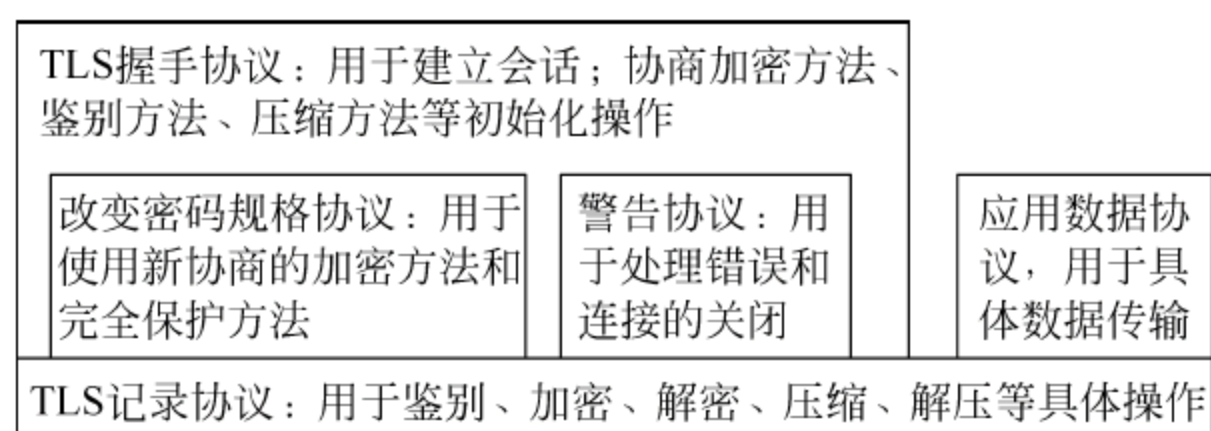 TLS握手协议：用于建立会话；协商加密方法、
鉴别方法、压缩方法等初始化操作
改变密码规格协议：用于
使用新协商的加密方法和
完全保护方法
警告协议：用
于处理错误和
连接的关闭
应用数据协
议，用于具
体数据传输
TLS记录协议：用于鉴别、加密、解密、压缩、解压等具体操作